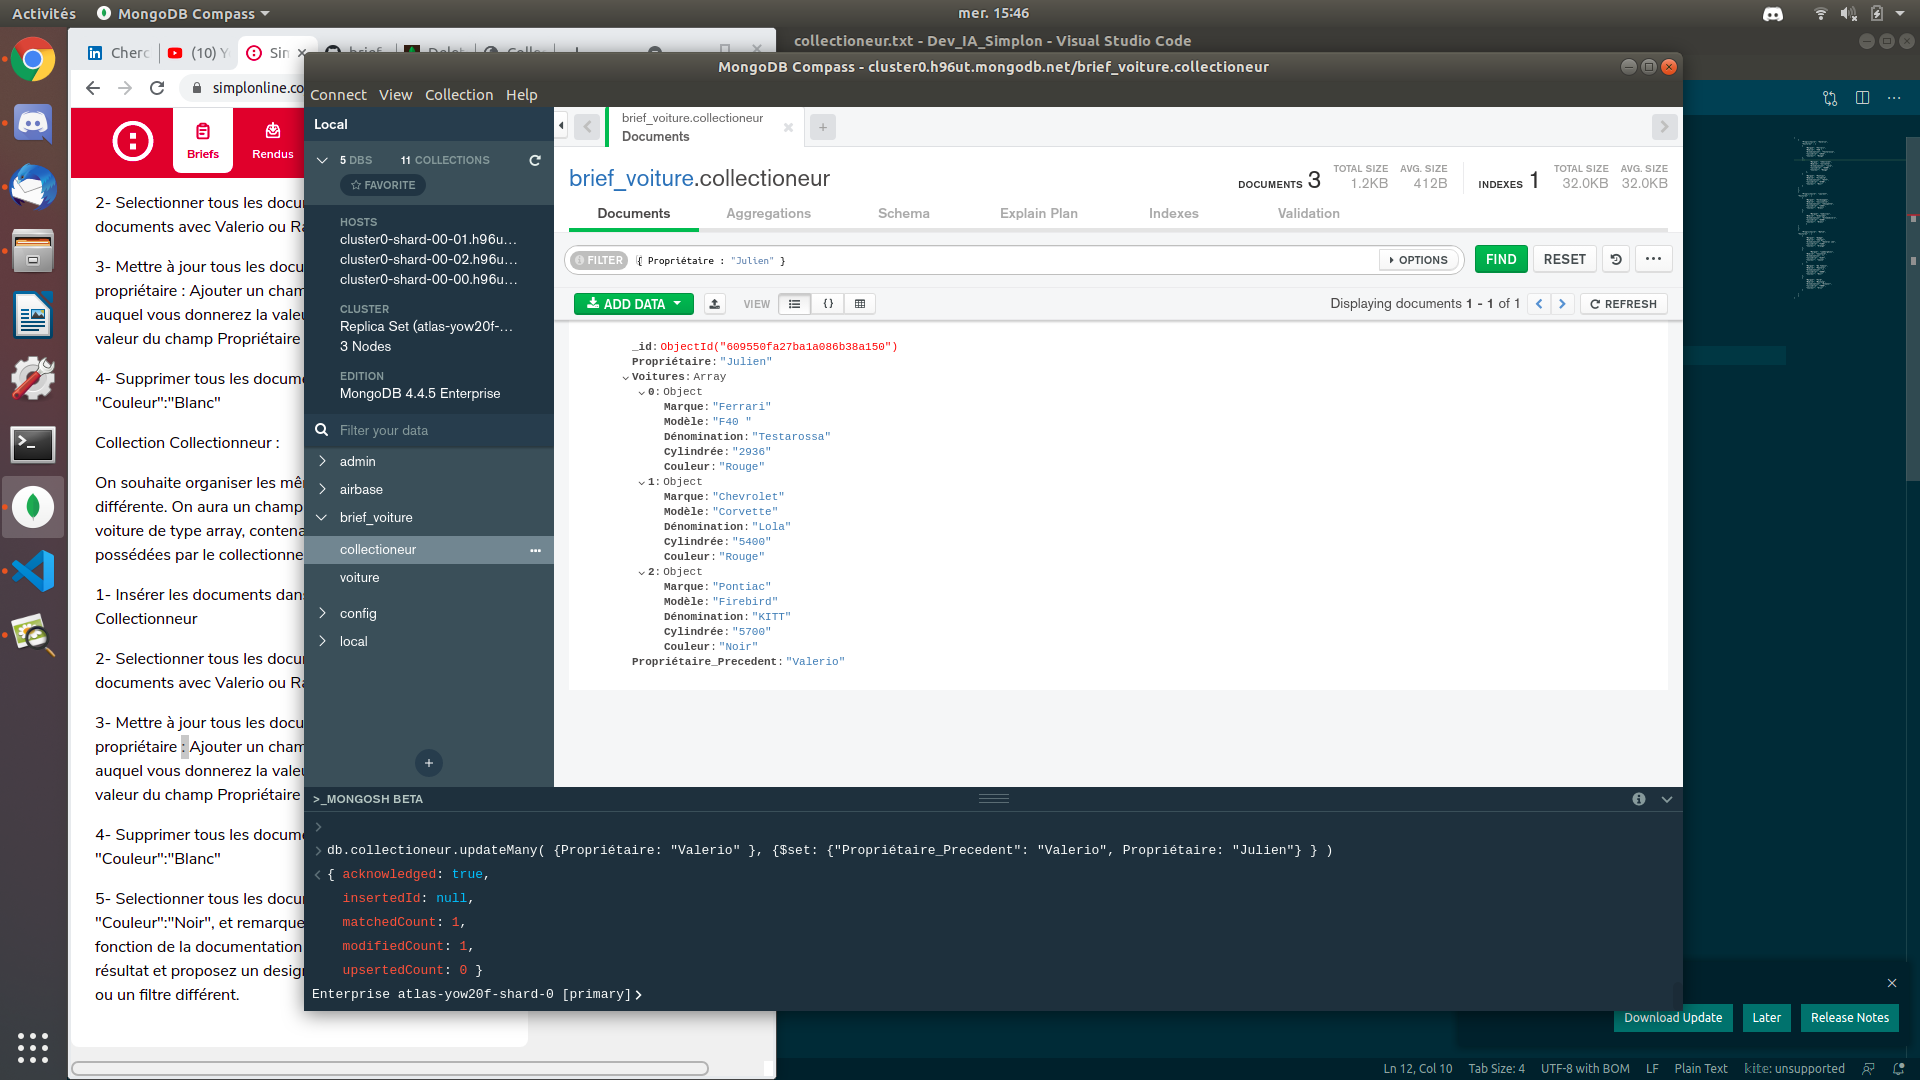 Activités
MongoDB Compass
mer. 15:46
collectioneur.txt - Dev_IA_Simplon - Visual Studio Code
Cherc
(10) Y
Sin
brief
Delet
Colle
simplonline.co
Briefs
Rendus
2- Selectionner tous les docu
documents avec Valerio ou Ra
3- Mettre à jour tous les docu
propriétaire : Ajouter un cham
auquel vous donnerez la valeu
valeur du champ Propriétaire
4- Supprimer tous les docume
"Couleur":"Blanc"
Collection Collectionneur :
On souhaite organiser les mêr
différente. On aura un champ
voiture de type array, contena
possédées par le collectionne
1- Insérer les documents dans
Collectionneur
2- Selectionner tous les docu
documents avec Valerio ou Ra
3- Mettre à jour tous les docu
propriétaire : Ajouter un cham
auquel vous donnerez la valeu
valeur du champ Propriétaire
4- Supprimer tous les docume
"Couleur":"Blanc"
5- Selectionner tous les docu
"Couleur":"Noir", et remarque
fonction de la documentation
résultat et proposez un design
ou un filtre différent.
MongoDB Compass - cluster0.h96ut.mongodb.net/brief_voiture.collectioneur
Connect View Collection Help
Local
5 DBS 11 COLLECTIONS
FAVORITE
HOSTS
cluster0-shard-00-01.h96u...
cluster0-shard-00-02.h96u...
cluster0-shard-00-00.h96u...
CLUSTER
Replica Set (atlas-yow20f-...
3 Nodes
EDITION
MongoDB 4.4.5 Enterprise
Filter your data
admin
airbase
brief_voiture
collectioneur
voiture
config
local
brief_voiture.collectioneur
Documents
brief_voiture.collectioneur
DOCUMENTS 3
TOTAL SIZE 1.2KB
AVG. SIZE 412B
INDEXES 1
TOTAL SIZE 32.0KB
AVG. SIZE 32.0KB
Documents Aggregations Schema Explain Plan Indexes Validation
FILTER { Propriétaire : "Julien" } OPTIONS FIND RESET
ADD DATA VIEW {} Displaying documents 1 - 1 of 1 REFRESH
_id: ObjectId("609550fa27ba1a086b38a150")
Propriétaire: "Julien"
Voitures: Array
0: Object
Marque: "Ferrari"
Modèle: "F40 "
Dénomination: "Testarossa"
Cylindrée: "2936"
Couleur: "Rouge"
1: Object
Marque: "Chevrolet"
Modèle: "Corvette"
Dénomination: "Lola"
Cylindrée: "5400"
Couleur: "Rouge"
2: Object
Marque: "Pontiac"
Modèle: "Firebird"
Dénomination: "KITT"
Cylindrée: "5700"
Couleur: "Noir"
Propriétaire_Precedent: "Valerio"
>_MONGOSH BETA
>
> db.collectioneur.updateMany( {Propriétaire: "Valerio" }, {$set: {"Propriétaire_Precedent": "Valerio", Propriétaire: "Julien"} } )
< { acknowledged: true,
insertedId: null,
matchedCount: 1,
modifiedCount: 1,
upsertedCount: 0 }
Enterprise atlas-yow20f-shard-0 [primary]>
Download Update
Later
Release Notes
Ln 12, Col 10 Tab Size: 4 UTF-8 with BOM LF Plain Text kite: unsupported